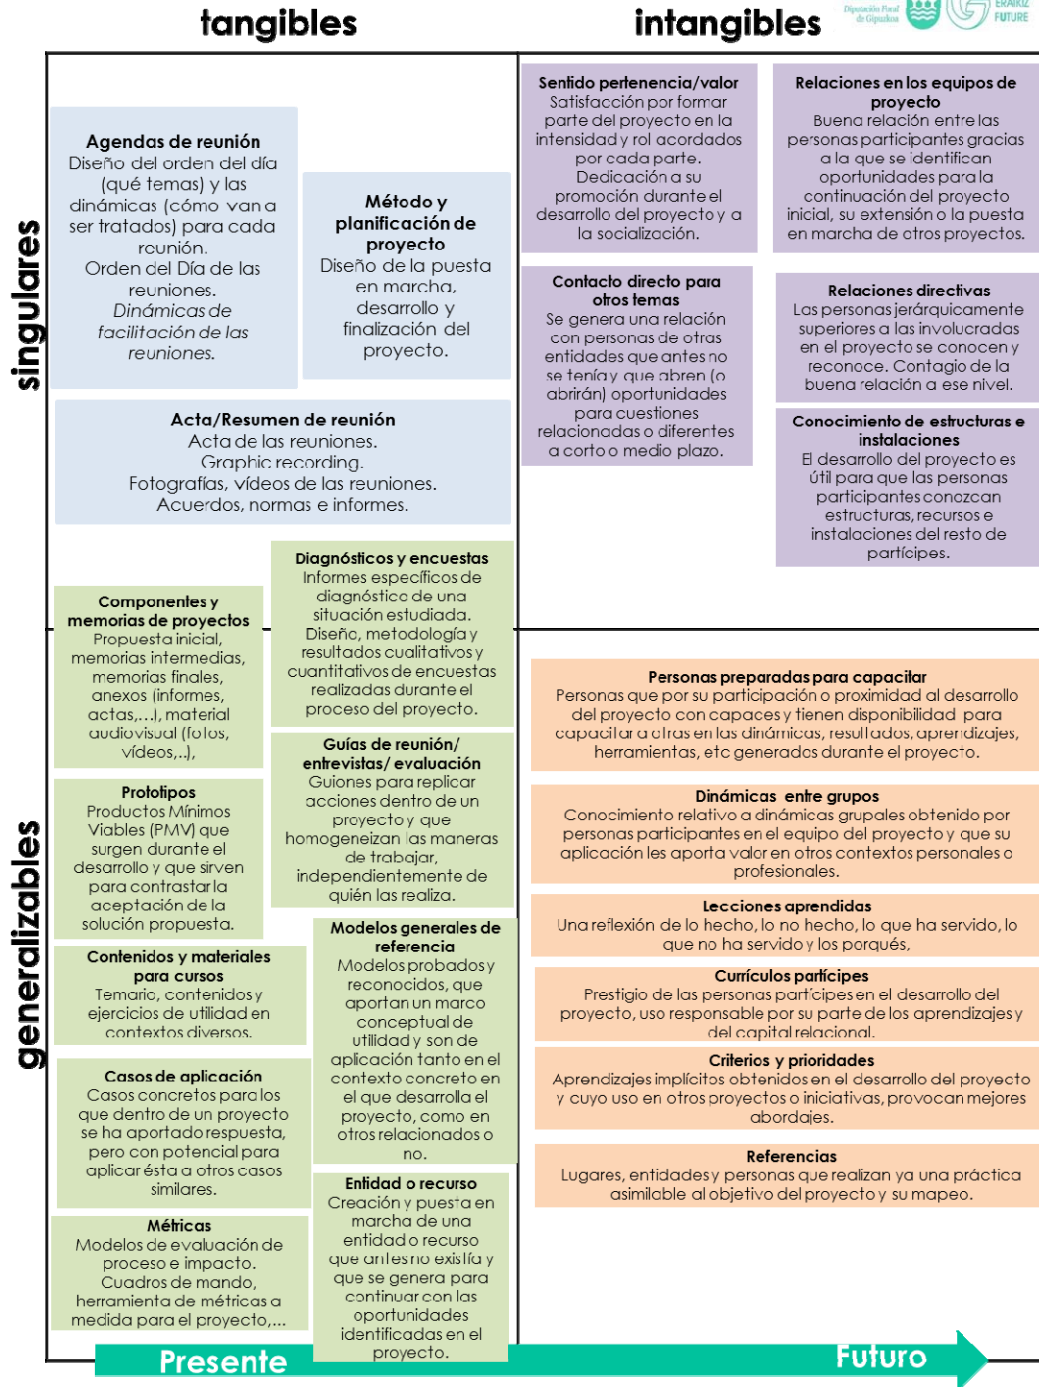 tangibles
intangibles
Diputación Foral
de Gipuzkoa
ERAIKIZ
FUTURE
singulares
Agendas de reunión
Diseño del orden del día
(qué temas) y las
dinámicas (cómo van a
ser tratados) para cada
reunión.
Orden del Día de las
reuniones.
Dinámicas de
facilitación de las
reuniones.
Método y
planificación de
proyecto
Diseño de la puesta
en marcha,
desarrollo y
finalización del
proyecto.
Acta/Resumen de reunión
Acta de las reuniones.
Graphic recording.
Fotografías, vídeos de las reuniones.
Acuerdos, normas e informes.
Sentido pertenencia/valor
Satisfacción por formar
parte del proyecto en la
intensidad y rol acordados
por cada parte.
Dedicación a su
promoción durante el
desarrollo del proyecto y a
la socialización.
Relaciones en los equipos de
proyecto
Buena relación entre las
personas participantes gracias
a la que se identifican
oportunidades para la
continuación del proyecto
inicial, su extensión o la puesta
en marcha de otros proyectos.
Contacto directo para
otros temas
Se genera una relación
con personas de otras
entidades que antes no
se tenía y que abren (o
abrirán) oportunidades
para cuestiones
relacionadas o diferentes
a corto o medio plazo.
Relaciones directivas
Las personas jerárquicamente
superiores a las involucradas
en el proyecto se conocen y
reconoce. Contagio de la
buena relación a ese nivel.
Conocimiento de estructuras e
instalaciones
El desarrollo del proyecto es
útil para que las personas
participantes conozcan
estructuras, recursos e
instalaciones del resto de
partícipes.
generalizables
Componentes y
memorias de proyectos
Propuesta inicial,
memorias intermedias,
memorias finales,
anexos (informes,
actas,...), material
audiovisual (fotos,
vídeos,..),
Diagnósticos y encuestas
Informes específicos de
diagnóstico de una
situación estudiada.
Diseño, metodología y
resultados cualitativos y
cuantitativos de encuestas
realizadas durante el
proceso del proyecto.
Prototipos
Productos Mínimos
Viables (PMV) que
surgen durante el
desarrollo y que sirven
para contrastar la
aceptación de la
solución propuesta.
Guías de reunión/
entrevistas/ evaluación
Guiones para replicar
acciones dentro de un
proyecto y que
homogeneizan las maneras
de trabajar,
independientemente de
quién las realiza.
Contenidos y materiales
para cursos
Temario, contenidos y
ejercicios de utilidad en
contextos diversos.
Modelos generales de
referencia
Modelos probados y
reconocidos, que
aportan un marco
conceptual de
utilidad y son de
aplicación tanto en el
contexto concreto en
el que desarrolla el
proyecto, como en
otros relacionados o
no.
Casos de aplicación
Casos concretos para los
que dentro de un proyecto
se ha aportado respuesta,
pero con potencial para
aplicar ésta a otros casos
similares.
Métricas
Modelos de evaluación de
proceso e impacto.
Cuadros de mando,
herramienta de métricas a
medida para el proyecto,...
Entidad o recurso
Creación y puesta en
marcha de una
entidad o recurso
que antes no existía y
que se genera para
continuar con las
oportunidades
identificadas en el
proyecto.
Personas preparadas para capacitar
Personas que por su participación o proximidad al desarrollo
del proyecto con capaces y tienen disponibilidad para
capacitar a otras en las dinámicas, resultados, aprendizajes,
herramientas, etc generados durante el proyecto.
Dinámicas entre grupos
Conocimiento relativo a dinámicas grupales obtenido por
personas participantes en el equipo del proyecto y que su
aplicación les aporta valor en otros contextos personales o
profesionales.
Lecciones aprendidas
Una reflexión de lo hecho, lo no hecho, lo que ha servido, lo
que no ha servido y los porqués,
Currículos partícipes
Prestigio de las personas partícipes en el desarrollo del
proyecto, uso responsable por su parte de los aprendizajes y
del capital relacional.
Criterios y prioridades
Aprendizajes implícitos obtenidos en el desarrollo del proyecto
y cuyo uso en otros proyectos o iniciativas, provocan mejores
abordajes.
Referencias
Lugares, entidades y personas que realizan ya una práctica
asimilable al objetivo del proyecto y su mapeo.
Presente
Futuro